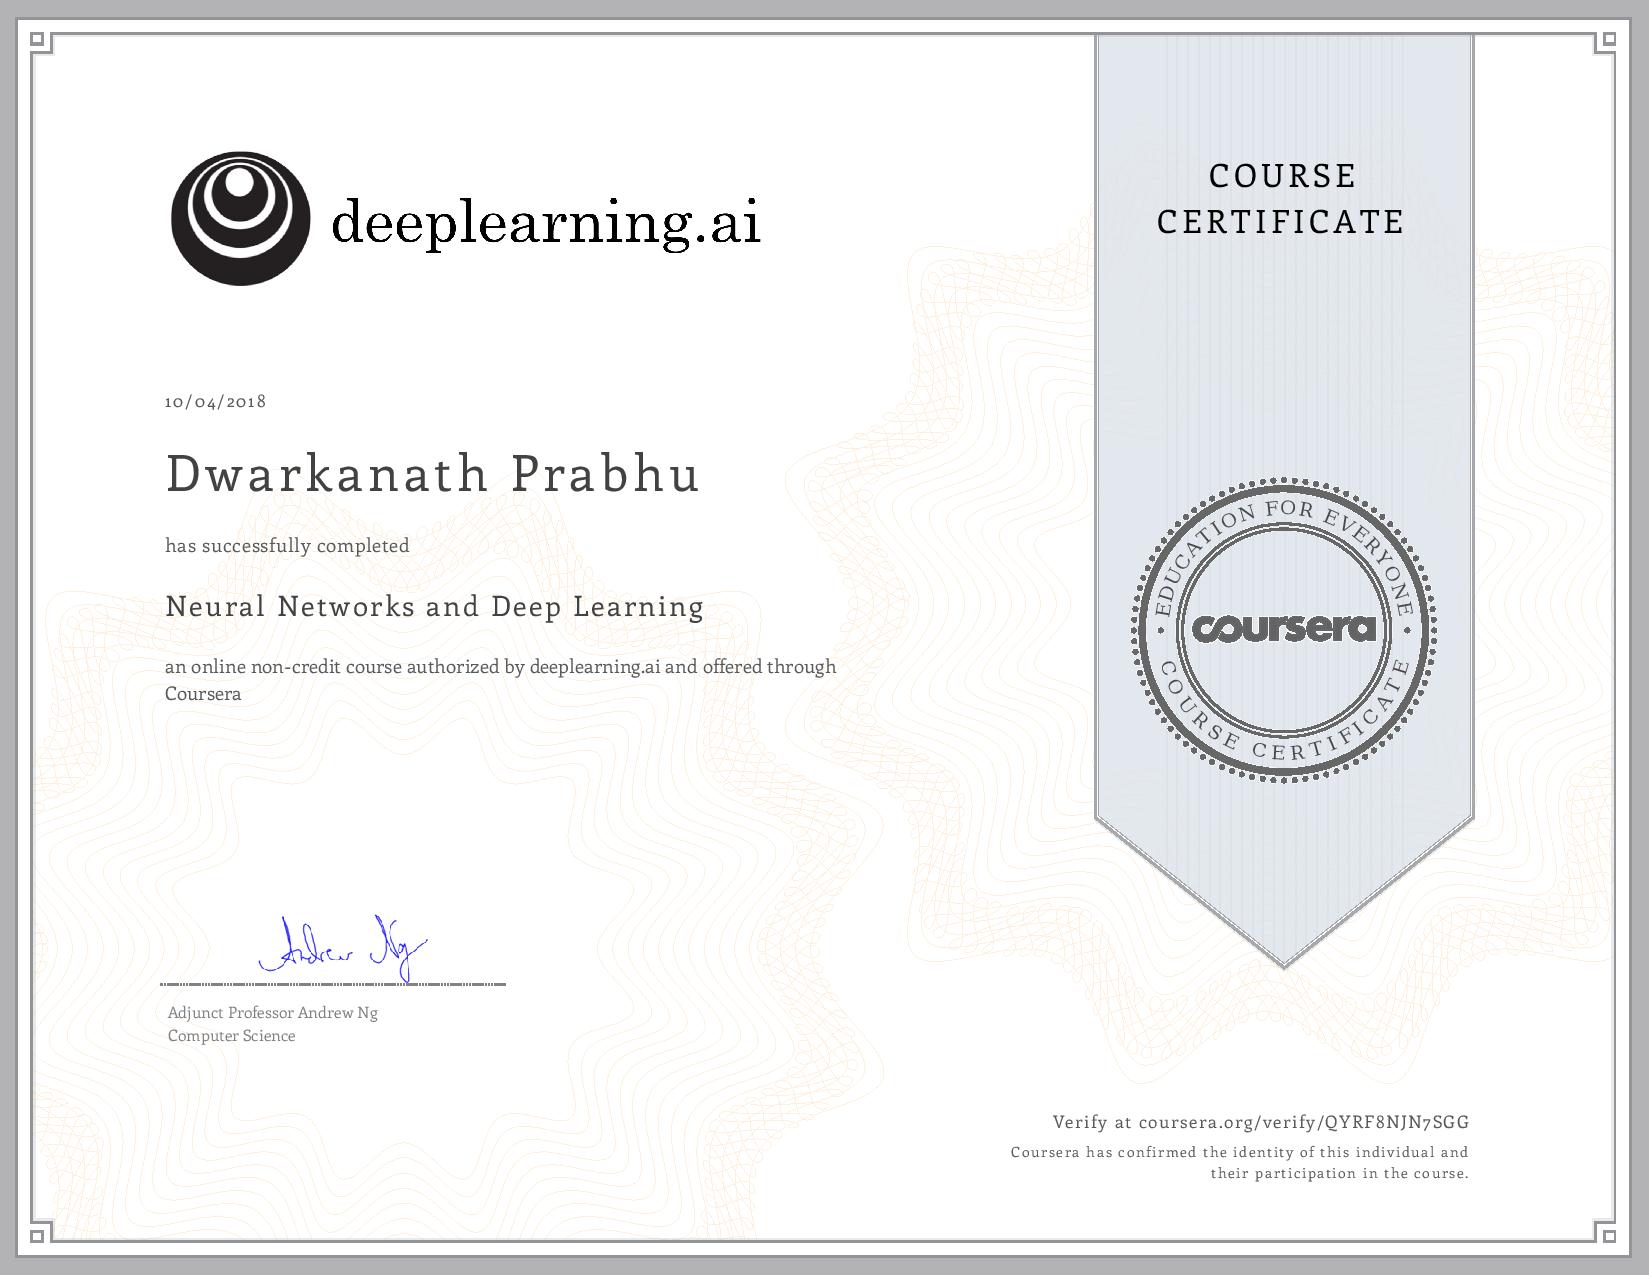 deeplearning.ai
COURSE
CERTIFICATE
10/04/2018
Dwarkanath Prabhu
has successfully completed
Neural Networks and Deep Learning
an online non-credit course authorized by deeplearning.ai and offered through
Coursera
EDUCATION FOR EVERYONE
coursera
COURSE CERTIFICATE
Andrew Ng
Adjunct Professor Andrew Ng
Computer Science
Verify at coursera.org/verify/QYRF8NJN7SGG
Coursera has confirmed the identity of this individual and
their participation in the course.